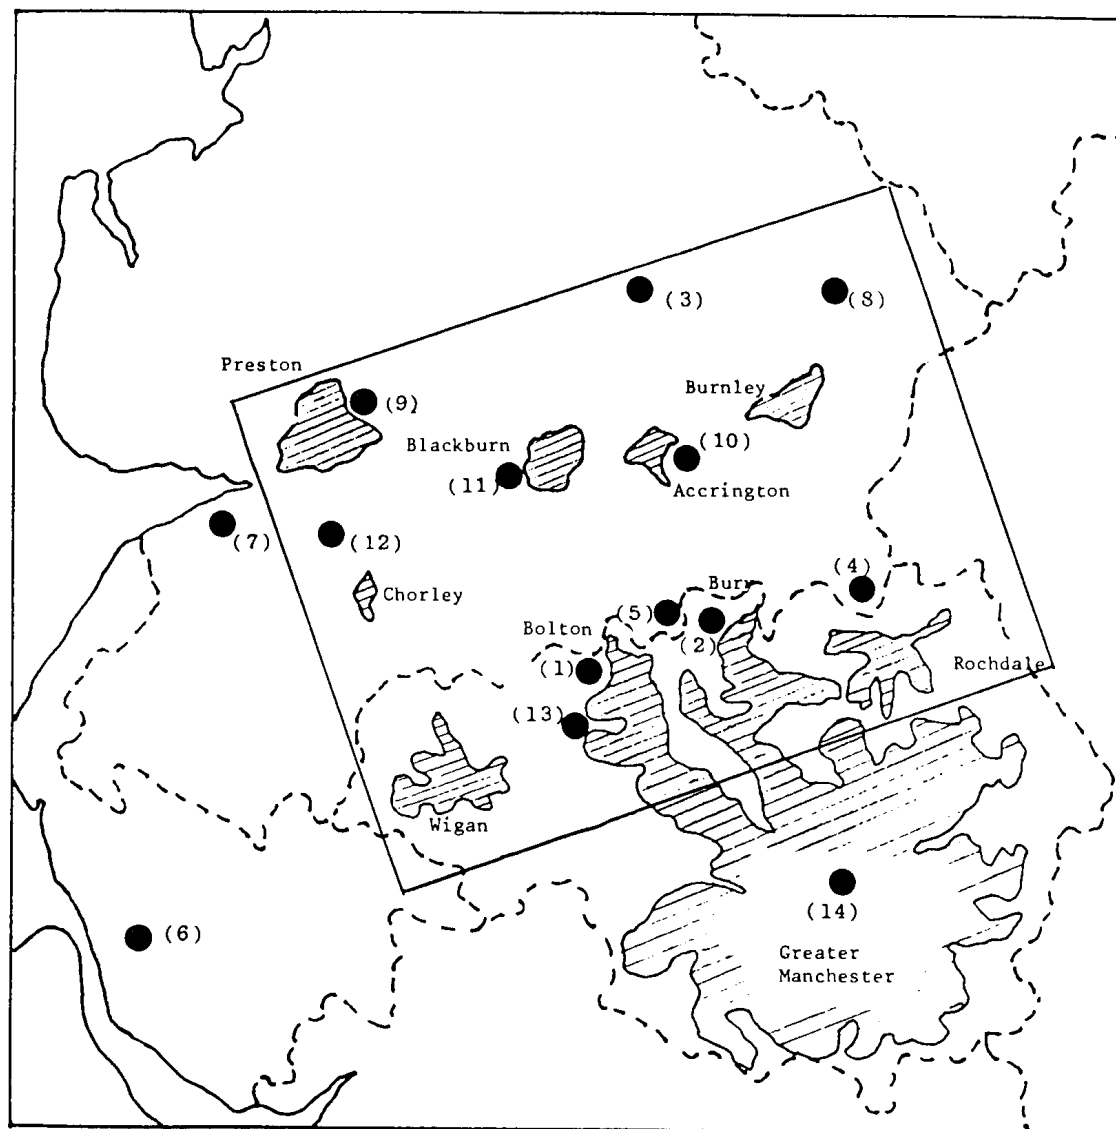 (3)
(8)
Preston
Burnley
(9)
Blackburn
(10)
(11)
Accrington
(7)
(12)
(4)
Bury
Chorley
(5)
Bolton
(2)
(1)
Rochdale
(13)
Wigan
(14)
(6)
Greater
Manchester